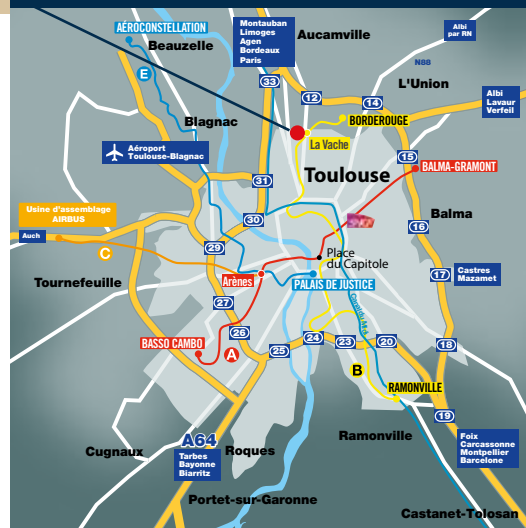 AÉROCONSTELLATION
Beauzelle
E
Montauban
Limoges
Agen
Bordeaux
Paris
Aucamville
Albi
par RN
N88
L'Union
Albi
Lavaur
Verfeil
33
12
14
BORDEROUGE
Blagnac
La Vache
Aéroport
Toulouse-Blagnac
15
BALMA-GRAMONT
Toulouse
31
Usine d'assemblage
AIRBUS
30
Balma
16
Auch
C
29
Place
du Capitole
17
Castres
Mazamet
Tournefeuille
Arènes
PALAIS DE JUSTICE
27
26
BASSO CAMBO
A
25
24
23
20
18
B
RAMONVILLE
19
A64
Tarbes
Bayonne
Biarritz
Cugnaux
Roques
Ramonville
Foix
Carcassonne
Montpellier
Barcelone
Portet-sur-Garonne
Castanet-Tolosan